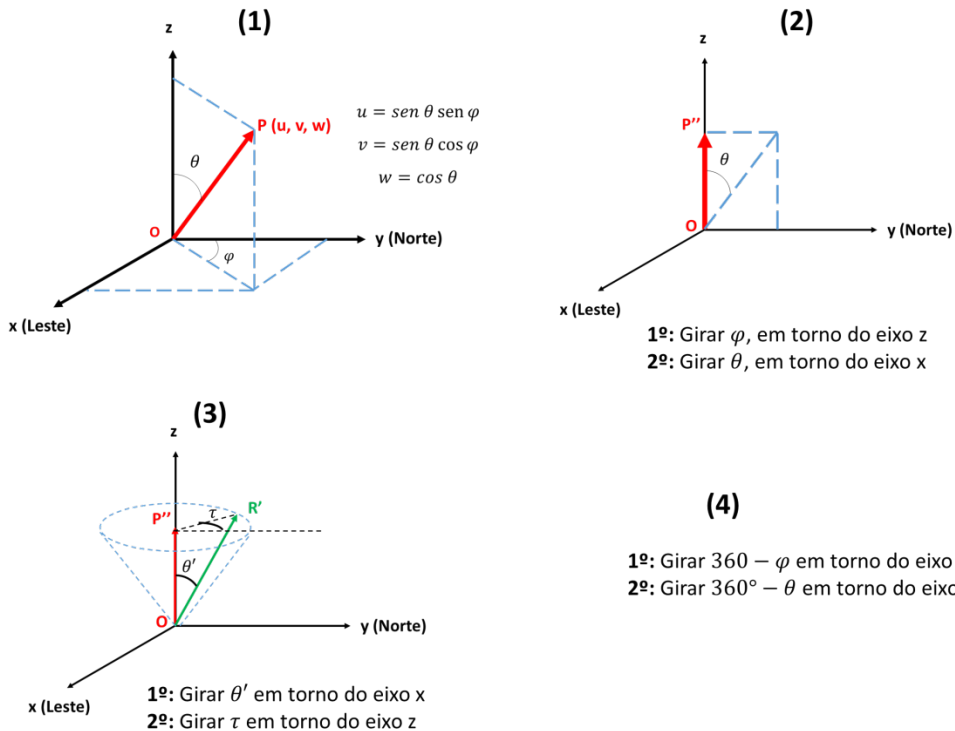 (1)
z
P (u, v, w)
θ
O
φ
y (Norte)
x (Leste)
u = sen θ sen φ
v = sen θ cos φ
w = cos θ
(2)
z
P''
θ
O
y (Norte)
x (Leste)
1º: Girar φ, em torno do eixo z
2º: Girar θ, em torno do eixo x
(3)
z
P''
τ
R'
θ'
O
y (Norte)
x (Leste)
1º: Girar θ' em torno do eixo x
2º: Girar τ em torno do eixo z
(4)
1º: Girar 360 − φ em torno do eixo
2º: Girar 360° − θ em torno do eixo